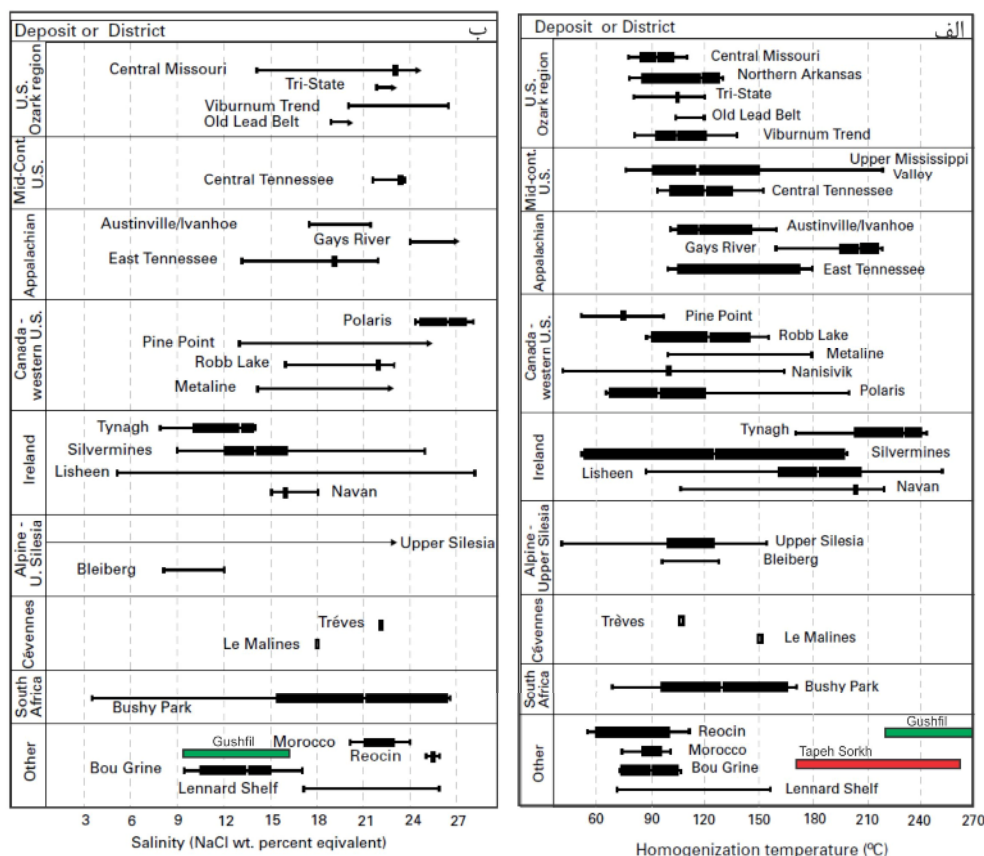 Deposit or District ب.
U.S.
Ozark region
Central Missouri
Tri-State
Viburnum Trend
Old Lead Belt
Mid-Cont.
U.S.
Central Tennessee
Appalachian
Austinville/Ivanhoe
Gays River
East Tennessee
Canada -
western U.S.
Polaris
Pine Point
Robb Lake
Metaline
Ireland
Tynagh
Silvermines
Lisheen
Navan
Alpine -
U. Silesia
Upper Silesia
Bleiberg
Cévennes
Tréves
Le Malines
South
Africa
Bushy Park
Other
Gushfil
Morocco
Reocin
Bou Grine
Lennard Shelf
3 6 9 12 15 18 21 24 27
Salinity (NaCl wt. percent equivalent)
Deposit or District الف
U.S.
Ozark region
Central Missouri
Northern Arkansas
Tri-State
Old Lead Belt
Viburnum Trend
Mid-cont.
U.S.
Upper Mississippi
Valley
Central Tennessee
Appalachian
Austinville/Ivanhoe
Gays River
East Tennessee
Canada -
western U.S.
Pine Point
Robb Lake
Metaline
Nanisivik
Polaris
Ireland
Tynagh
Silvermines
Lisheen
Navan
Alpine -
Upper Silesia
Upper Silesia
Bleiberg
Cévennes
Trèves
Le Malines
South
Africa
Bushy Park
Other
Gushfil
Reocin
Morocco
Tapeh Sorkh
Bou Grine
Lennard Shelf
60 90 120 150 180 210 240 270
Homogenization temperature (ºC)